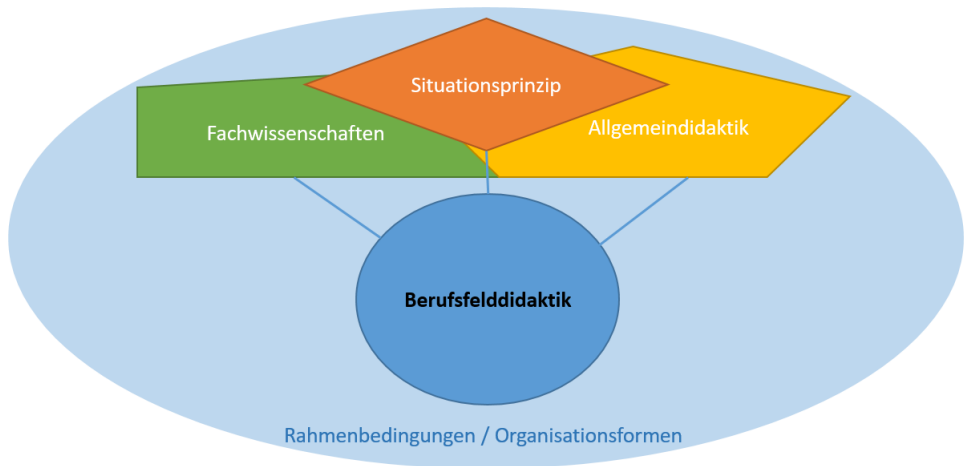 Situationsprinzip
Fachwissenschaften
Allgemeindidaktik
Berufsfelddidaktik
Rahmenbedingungen / Organisationsformen